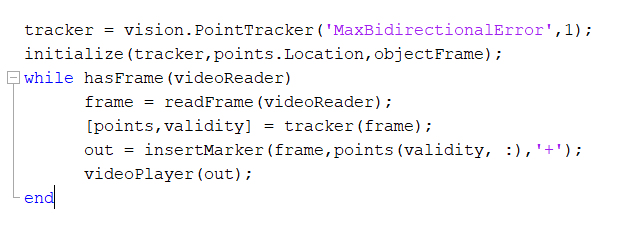 tracker = vision.PointTracker('MaxBidirectionalError',1);
initialize(tracker,points.Location,objectFrame);
while hasFrame(videoReader)
      frame = readFrame(videoReader);
      [points,validity] = tracker(frame);
      out = insertMarker(frame,points(validity, :),'+');
      videoPlayer(out);
end